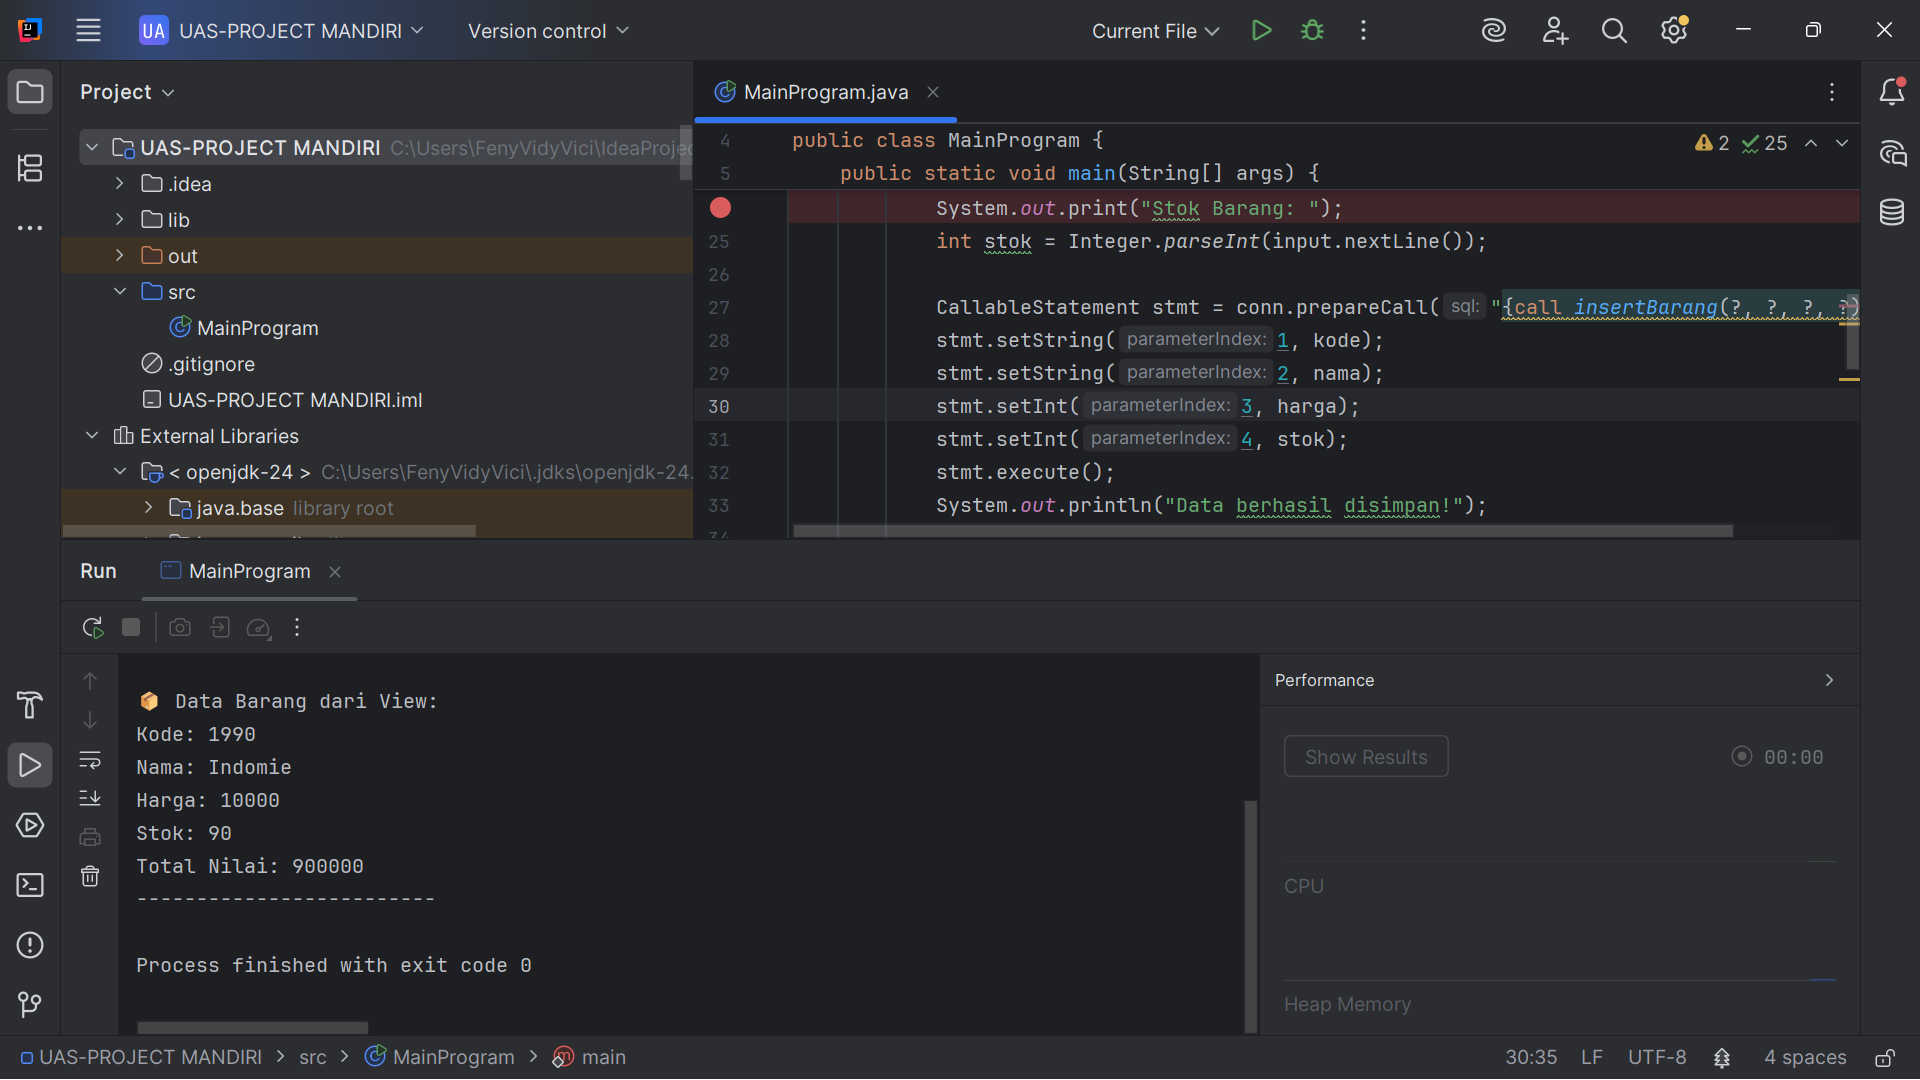 UA UAS-PROJECT MANDIRI Version control Current File
Project
UAS-PROJECT MANDIRI C:\Users\FenyVidyVici\IdeaProjec
.idea
lib
out
src
MainProgram
.gitignore
UAS-PROJECT MANDIRI.iml
External Libraries
< openjdk-24 > C:\Users\FenyVidyVici\.jdks\openjdk-24.
java.base library root
MainProgram.java
2 25
4 public class MainProgram {
5 public static void main(String[] args) {
System.out.print("Stok Barang: ");
25 int stok = Integer.parseInt(input.nextLine());
26
27 CallableStatement stmt = conn.prepareCall( sql: "{call insertBarang(?, ?, ?, ?)
28 stmt.setString( parameterIndex: 1, kode);
29 stmt.setString( parameterIndex: 2, nama);
30 stmt.setInt( parameterIndex: 3, harga);
31 stmt.setInt( parameterIndex: 4, stok);
32 stmt.execute();
33 System.out.println("Data berhasil disimpan!");
34
Run MainProgram
📦 Data Barang dari View:
Kode: 1990
Nama: Indomie
Harga: 10000
Stok: 90
Total Nilai: 900000
-------------------------
Process finished with exit code 0
Performance
Show Results 00:00
CPU
Heap Memory
UAS-PROJECT MANDIRI > src > MainProgram > main
30:35 LF UTF-8 4 spaces